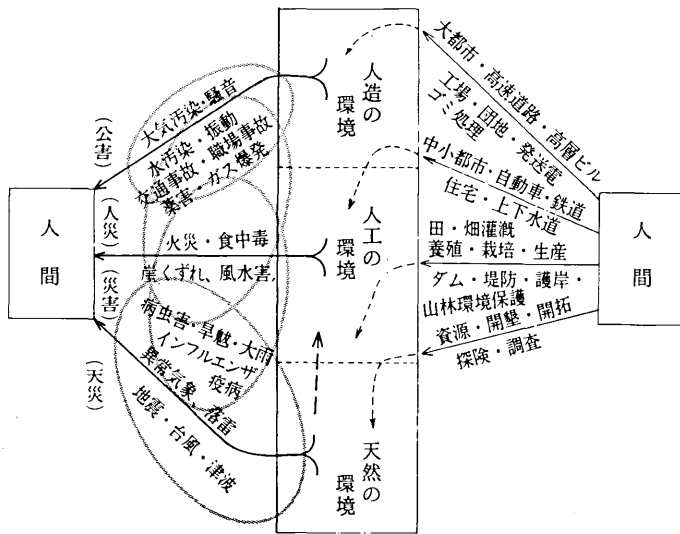 人間
(公害)
(人災)
(災害)
(天災)
大気汚染・騒音
水汚染・振動
交通事故・職場事故
薬害・ガス爆発
火災・食中毒
崖くずれ、風水害、
病虫害・旱魃・大雨
インフルエンザ
疫病
異常気象、落雷
地震・台風・津波
人造の
環境
人工の
環境
天然の
環境
大都市・高速道路・高層ビル
工場・団地・発送電
ゴミ処理
中小都市・自動車・鉄道
住宅・上下水道
田・畑灌漑
養殖・栽培・生産
ダム・堤防・護岸・
山林環境保護
資源・開墾・開拓
探険・調査
人間